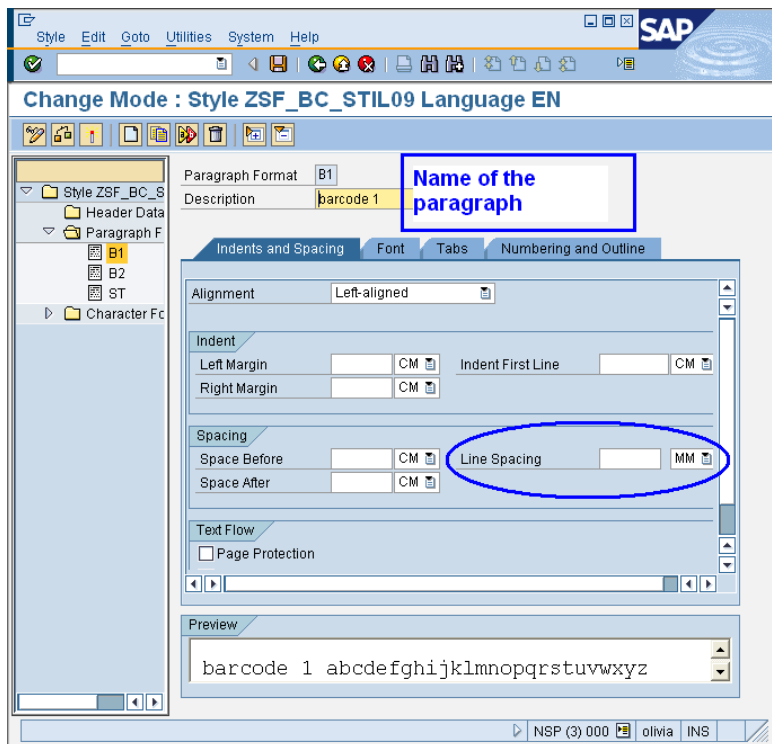 Style Edit Goto Utilities System Help
SAP
Change Mode : Style ZSF_BC_STIL09 Language EN
Style ZSF_BC_S
Header Data
Paragraph F
B1
B2
ST
Character Fc
Paragraph Format B1
Description barcode 1
Name of the
paragraph
Indents and Spacing Font Tabs Numbering and Outline
Alignment Left-aligned
Indent
Left Margin CM Indent First Line CM
Right Margin CM
Spacing
Space Before CM Line Spacing MM
Space After CM
Text Flow
Page Protection
Preview
barcode 1 abcdefghijklmnopqrstuvwxyz
NSP (3) 000 olivia INS